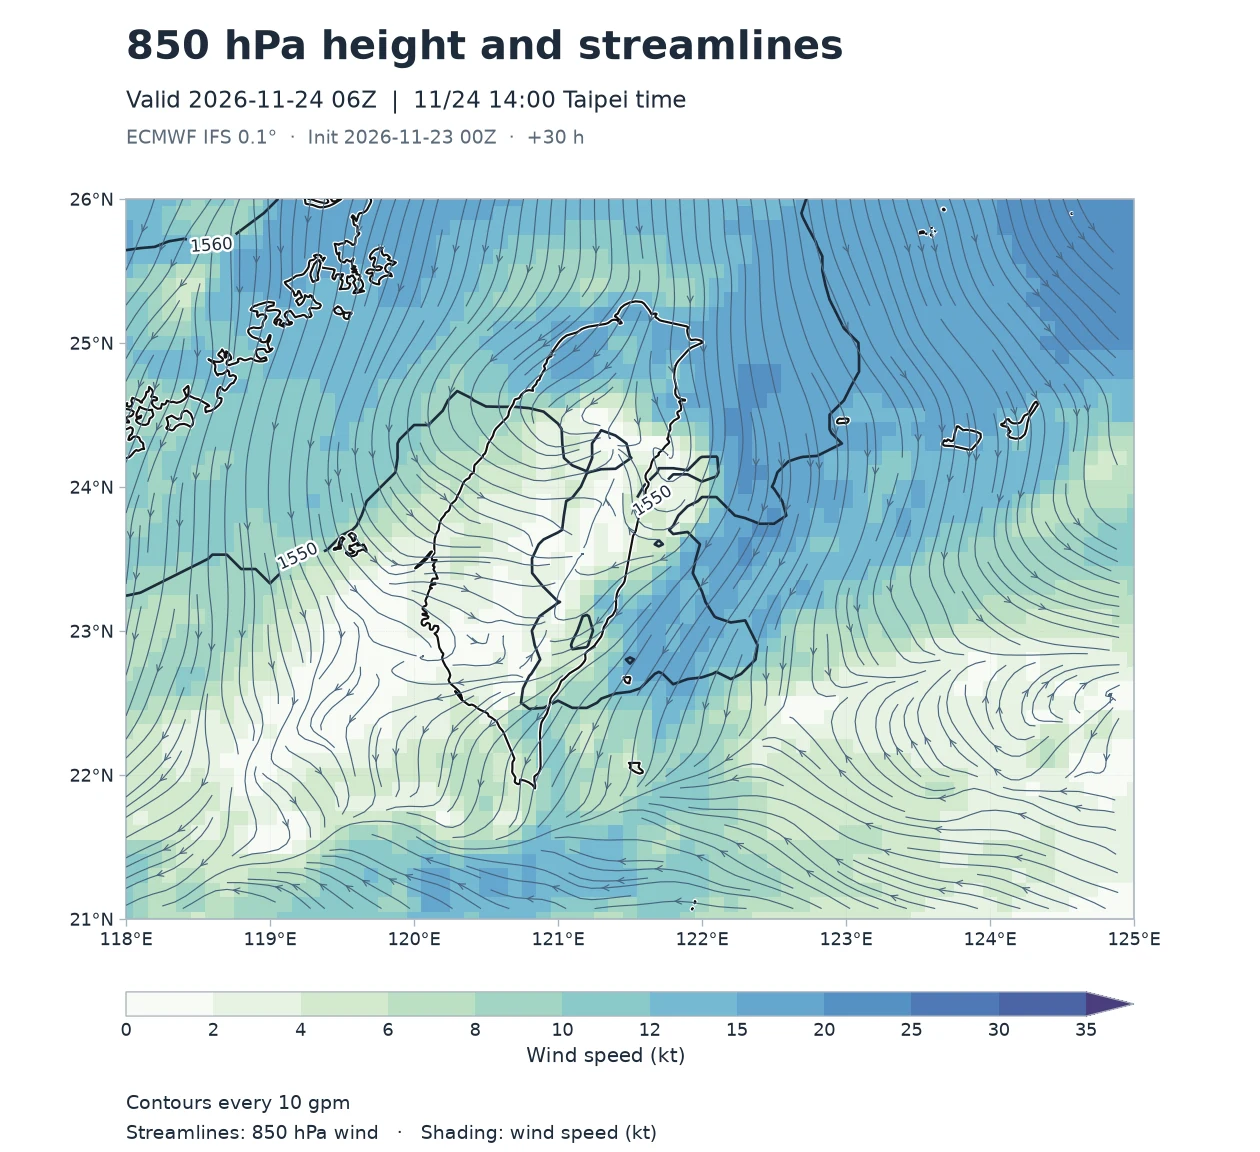 850 hPa height and streamlines
Valid 2026-11-24 06Z | 11/24 14:00 Taipei time
ECMWF IFS 0.1° · Init 2026-11-23 00Z · +30 h
26°N
1560
25°N
24°N
1550
1550
23°N
22°N
21°N
118°E 119°E 120°E 121°E 122°E 123°E 124°E 125°E
0 2 4 6 8 10 12 15 20 25 30 35
Wind speed (kt)
Contours every 10 gpm
Streamlines: 850 hPa wind · Shading: wind speed (kt)